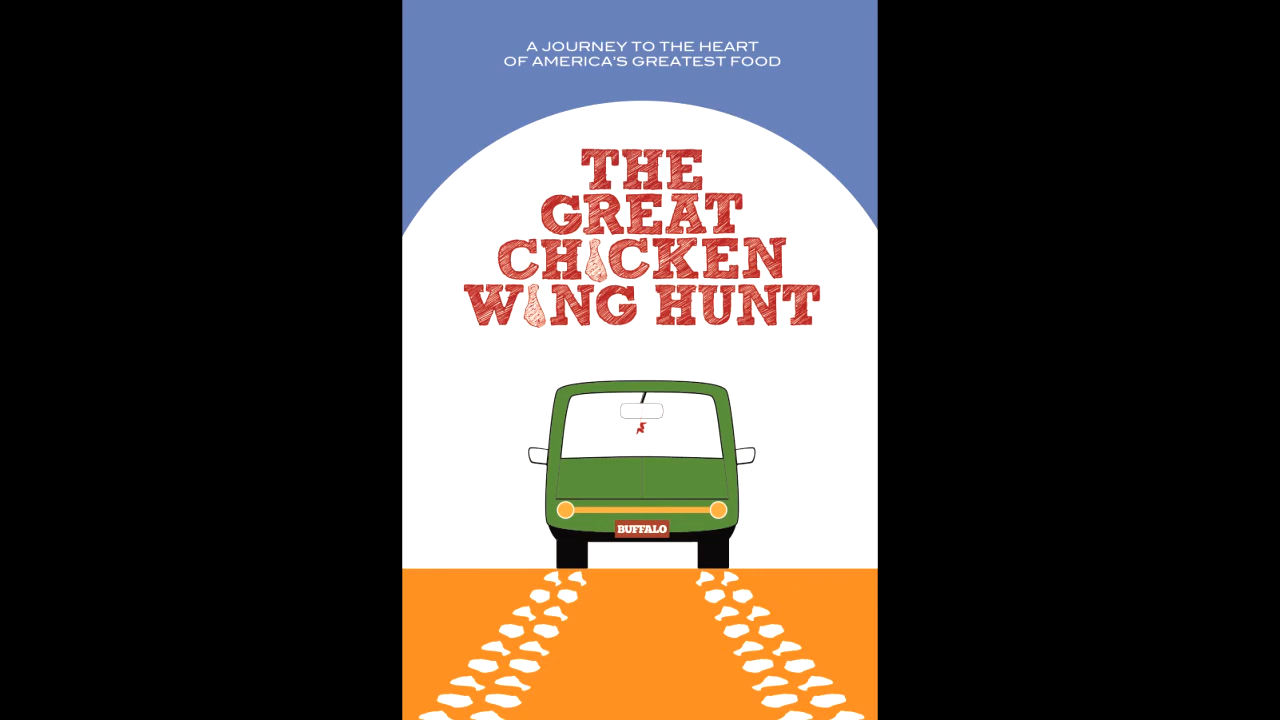 A JOURNEY TO THE HEART
OF AMERICA'S GREATEST FOOD
THE
GREAT
CHICKEN
WING HUNT
BUFFALO